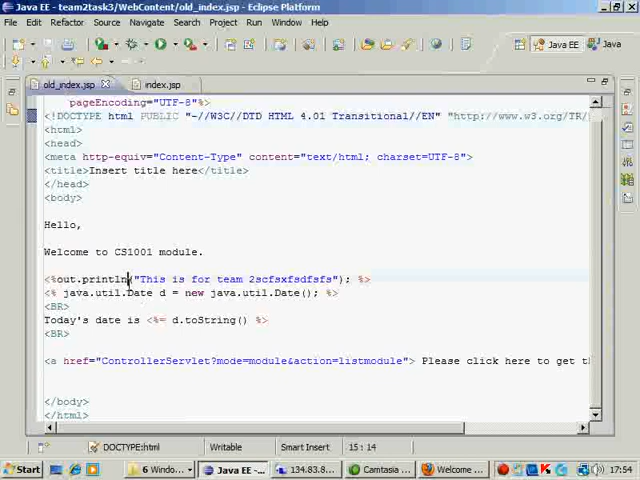 Java EE - team2task3/WebContent/old_index.jsp - Eclipse Platform
File Edit Refactor Source Navigate Search Project Run Window Help
Java EE Java
old_index.jsp index.jsp
pageEncoding="UTF-8"%>
<!DOCTYPE html PUBLIC "-//W3C//DTD HTML 4.01 Transitional//EN" "http://www.w3.org/TR/
<html>
<head>
<meta http-equiv="Content-Type" content="text/html; charset=UTF-8">
<title>Insert title here</title>
</head>
<body>
Hello,
Welcome to CS1001 module.
<%out.println("This is for team 2scfsxfsdfsfs"); %>
<% java.util.Date d = new java.util.Date(); %>
<BR>
Today's date is <%= d.toString() %>
<BR>
<a href="ControllerServlet?mode=module&action=listmodule"> Please click here to get th
</body>
</html>
DOCTYPE:html Writable Smart Insert 15 : 14
Start 6 Window... Java EE -... 134.83.8... Camtasia ... Welcome ... 17:54